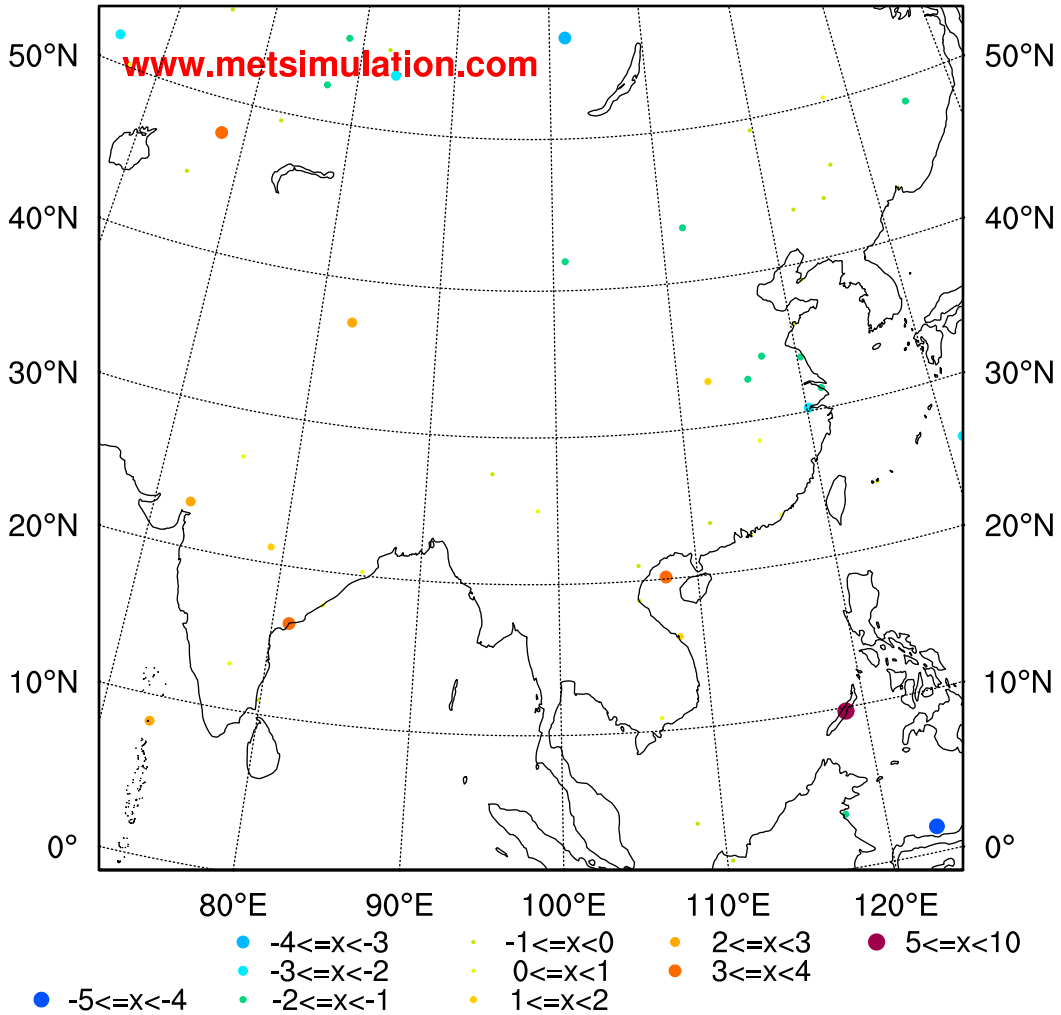 50°N 50°N
www.metsimulation.com
40°N 40°N
30°N 30°N
20°N 20°N
10°N 10°N
0° 0°
80°E 90°E 100°E 110°E 120°E
-4<=x<-3 -1<=x<0 2<=x<3 5<=x<10
-3<=x<-2 0<=x<1 3<=x<4
-5<=x<-4 -2<=x<-1 1<=x<2